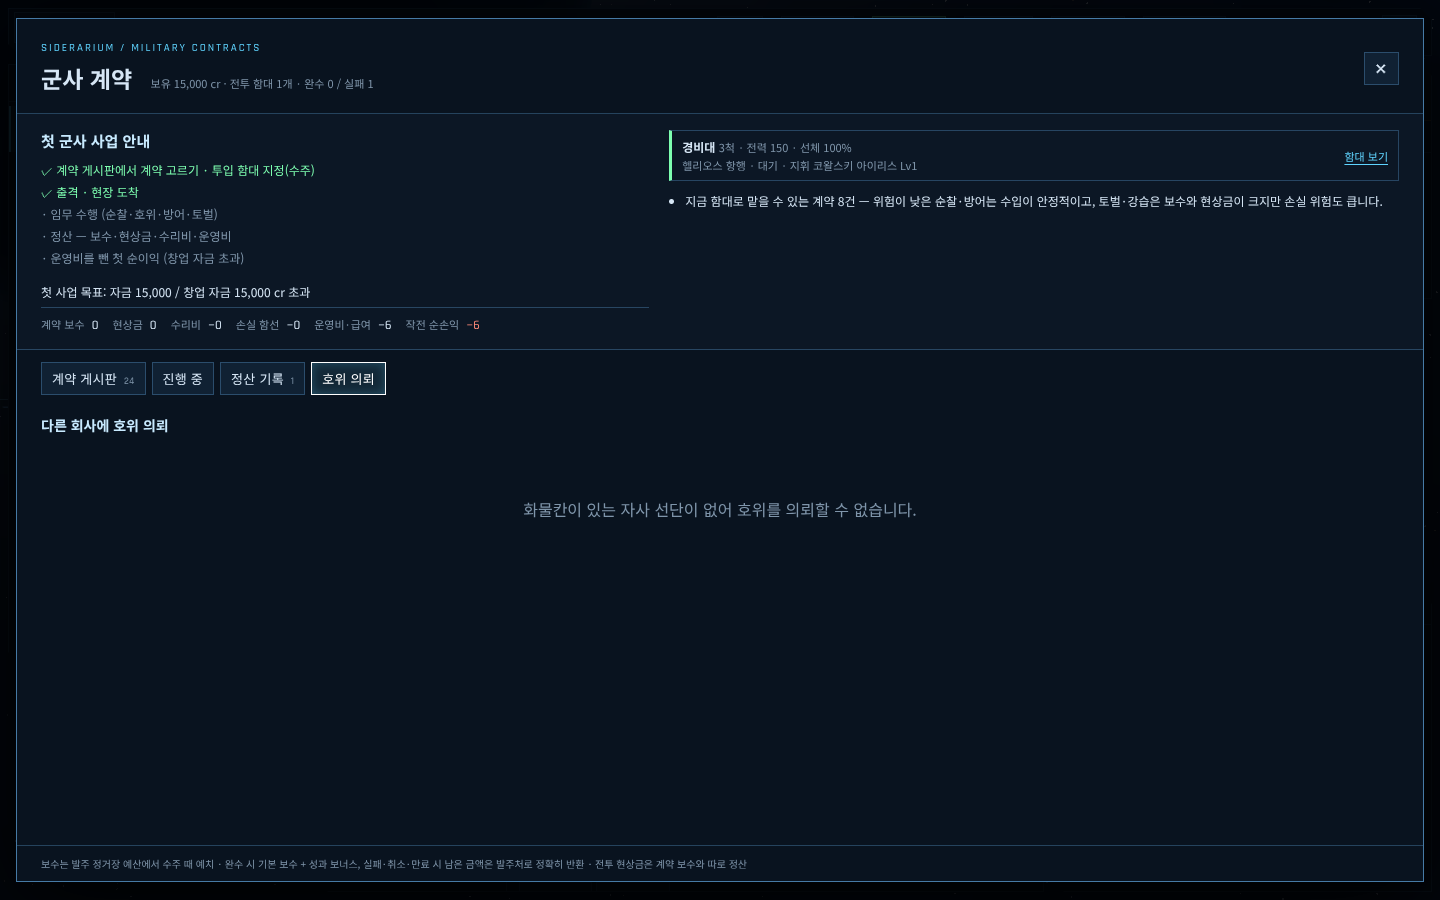 SIDERARIUM / MILITARY CONTRACTS
군사 계약 보유 15,000 cr · 전투 함대 1개 · 완수 0 / 실패 1
×
첫 군사 사업 안내
✓ 계약 게시판에서 계약 고르기 · 투입 함대 지정(수주)
✓ 출격 · 현장 도착
· 임무 수행 (순찰·호위·방어·토벌)
· 정산 — 보수·현상금·수리비·운영비
· 운영비를 뺀 첫 순이익 (창업 자금 초과)
첫 사업 목표: 자금 15,000 / 창업 자금 15,000 cr 초과
계약 보수 0 현상금 0 수리비 −0 손실 함선 −0 운영비·급여 −6 작전 순손익 −6
경비대 3척 · 전력 150 · 선체 100%
헬리오스 항행 · 대기 · 지휘 코왈스키 아이리스 Lv1
함대 보기
• 지금 함대로 맡을 수 있는 계약 8건 — 위험이 낮은 순찰·방어는 수입이 안정적이고, 토벌·강습은 보수와 현상금이 크지만 손실 위험도 큽니다.
계약 게시판 24 진행 중 정산 기록 1 호위 의뢰
다른 회사에 호위 의뢰
화물칸이 있는 자사 선단이 없어 호위를 의뢰할 수 없습니다.
보수는 발주 정거장 예산에서 수주 때 예치 · 완수 시 기본 보수 + 성과 보너스, 실패·취소·만료 시 남은 금액은 발주처로 정확히 반환 · 전투 현상금은 계약 보수와 따로 정산